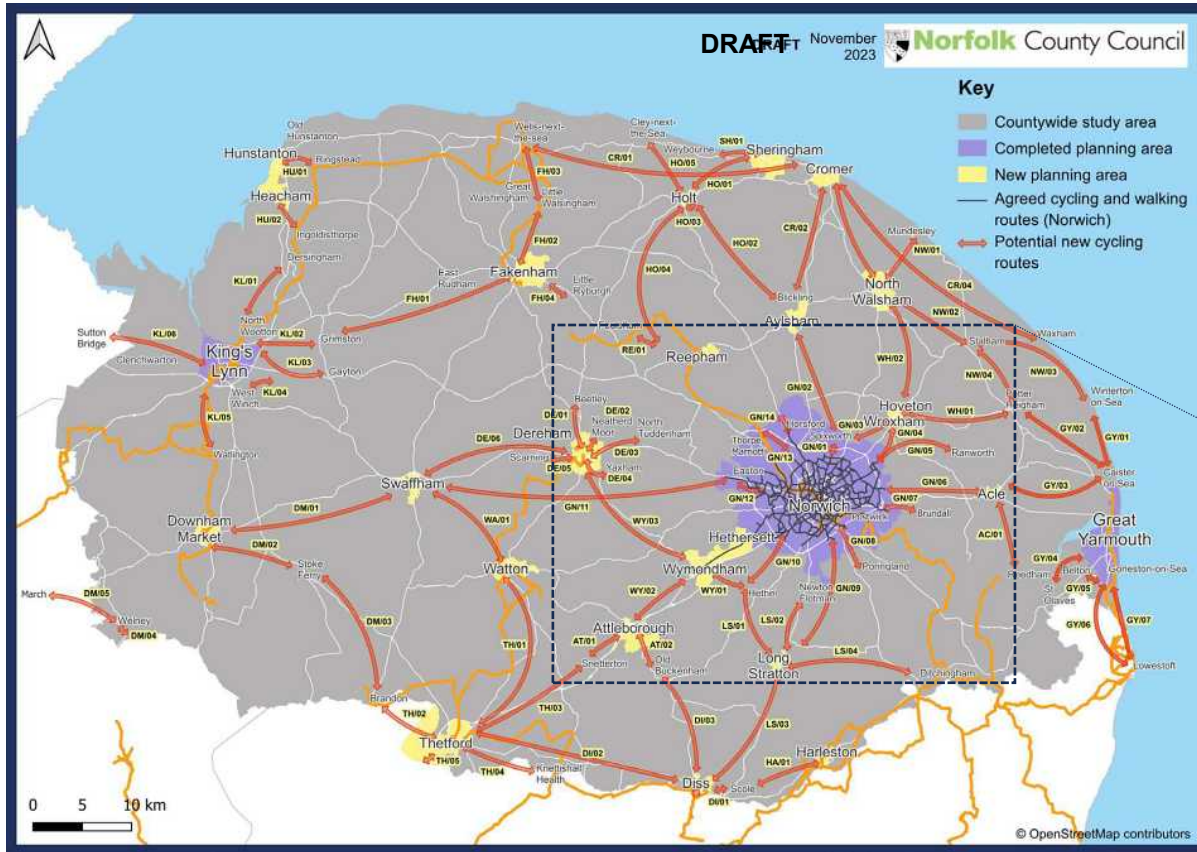 DRAFT
DRAFT
November
2023
Norfolk County Council
Key
Countywide study area
Completed planning area
New planning area
Agreed cycling and walking
routes (Norwich)
Potential new cycling
routes
Old
Hunstanton
Hunstanton
Ringstead
HU/01
Heacham
HU/02
Ingoldisthorpe
Dersingham
Wells-next-
the-sea
FH/03
Great
Walsingham
Little
Walsingham
FH/02
CR/01
Cley-next-
the-Sea
Weybourne
SH/01
Sheringham
Cromer
HO/05
HO/01
Holt
HO/03
HO/02
HO/04
CR/02
Mundesley
NW/01
CR/04
NW/02
North
Walsham
East
Rudham
Fakenham
FH/01
FH/04
Little
Ryburgh
Blickling
Aylsham
KL/01
North
Wootton
KL/02
Grimston
KL/03
Gayton
KL/04
West
Winch
KL/05
KL/06
Sutton
Bridge
Clenchwarton
King's
Lynn
Watlington
RE/01
Reepham
WH/02
Stalham
Waxham
NW/03
NW/04
Winterton
on-Sea
Potter
Heigham
WH/01
Hoveton
Wroxham
GN/02
GN/03
GN/04
GN/05
Ranworth
GN/14
Horsford
GN/01
Thorpe
Marriott
GN/13
Easton
GN/12
Norwich
GN/06
GN/07
Brundall
GN/08
Poringland
GN/09
GN/10
GN/11
GY/01
GY/02
GY/03
Caister
on-Sea
Acle
AC/01
Reedham
Great
Yarmouth
GY/04
Belton
GY/05
St
Olaves
GY/06
GY/07
Lowestoft
Beetley
DE/01
DE/02
Neatherd
Moor
North
Tuddenham
DE/03
Dereham
Scarning
DE/05
Yaxham
DE/04
DE/06
Swaffham
DM/01
Downham
Market
DM/02
Stoke
Ferry
DM/03
March
DM/05
Welney
DM/04
WA/01
Watton
TH/01
WY/03
Hethersett
Wymondham
WY/01
WY/02
Hethel
Newton
Flotman
LS/01
LS/02
Attleborough
AT/01
AT/02
Snetterton
Old
Buckenham
Long
Stratton
LS/04
Ditchingham
LS/03
Brandon
TH/02
Thetford
TH/05
TH/04
TH/03
Knettishall
Health
DI/02
DI/03
Diss
DI/01
Scole
HA/01
Harleston
0 5 10 km
© OpenStreetMap contributors